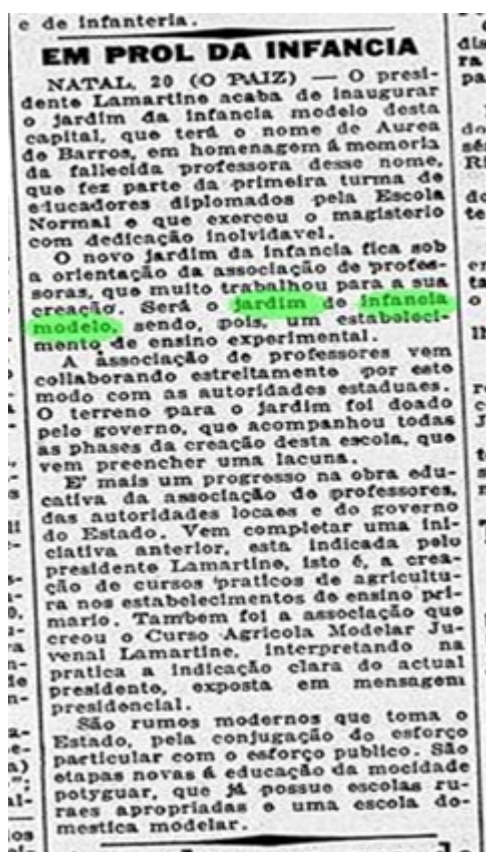 e de infanteria.
EM PROL DA INFANCIA
NATAL, 20 (O PAIZ) — O presi-
dente Lamartine acaba de inaugurar
o jardim da infancia modelo desta
capital, que terá o nome de Aurea
de Barros, em homenagem á memoria
da fallecida professora desse nome,
que fez parte da primeira turma de
educadores diplomados pela Escola
Normal e que exerceu o magisterio
com dedicação inolvidavel.
O novo jardim da infancia fica sob
a orientação da associação de profes-
soras, que muito trabalhou para a sua
creação. Será o jardim de infancia
modelo, sendo, pois, um estabeleci-
mento de ensino experimental.
A associação de professores vem
collaborando estreitamente por este
modo com as autoridades estaduaes.
O terreno para o jardim foi doado
pelo governo, que acompanhou todas
as phases da creação desta escola, que
vem preencher uma lacuna.
E' mais um progresso na obra edu-
cativa da associação de professores,
das autoridades locaes e do governo
do Estado. Vem completar uma ini-
ciativa anterior, esta indicada pelo
presidente Lamartine, isto é, a crea-
ção de cursos praticos de agricultu-
ra nos estabelecimentos de ensino pri-
mario. Tambem foi a associação que
creou o Curso Agricola Modelar Ju-
venal Lamartine, interpretando na
pratica a indicação clara do actual
presidente, exposta em mensagem
presidencial.
São rumos modernos que toma o
Estado, pela conjugação do esforço
particular com o esforço publico. São
etapas novas á educação da mocidade
potyguar, que já possue escolas ru-
raes apropriadas e uma escola do-
mestica modelar.